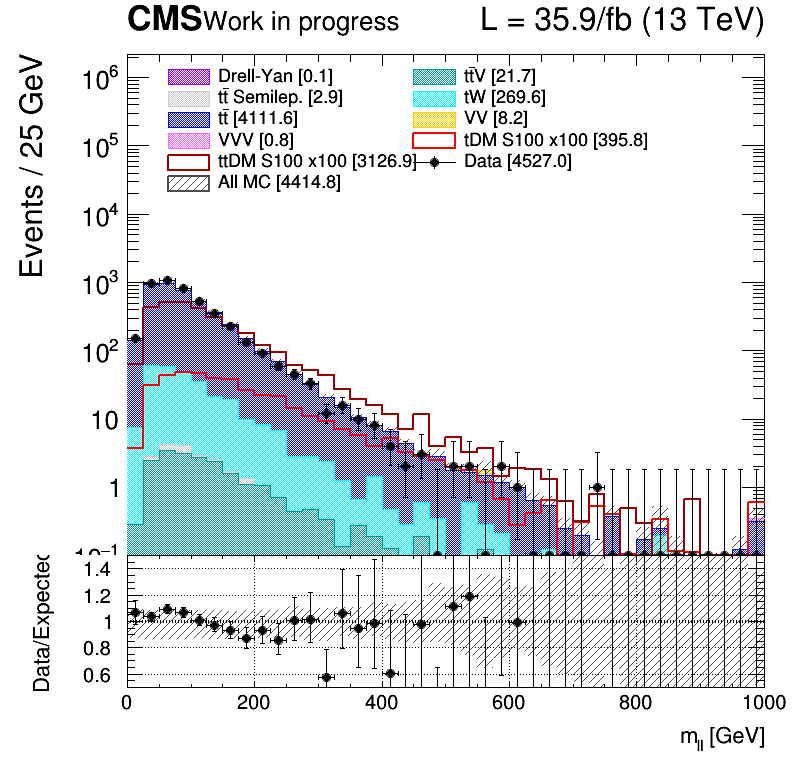 CMS Work in progress L = 35.9/fb (13 TeV)
Events / 25 GeV
Drell-Yan [0.1] tt̄V [21.7]
tt̄ Semilep. [2.9] tW [269.6]
tt̄ [4111.6] VV [8.2]
VVV [0.8] tDM S100 x100 [395.8]
ttDM S100 x100 [3126.9] Data [4527.0]
All MC [4414.8]
10⁶
10⁵
10⁴
10³
10²
10
1
10⁻¹
Data/Expected
1.4
1.2
1
0.8
0.6
0 200 400 600 800 1000
m_ll [GeV]